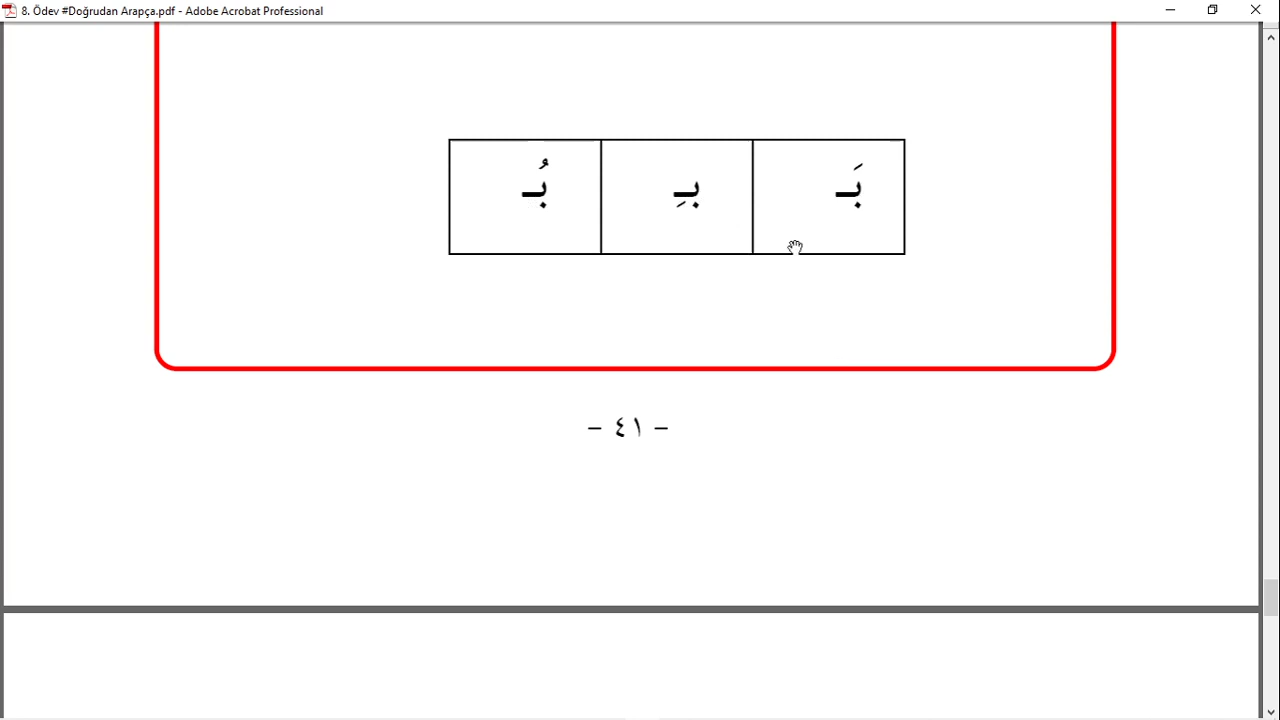 8. Ödev #Doğrudan Arapça.pdf - Adobe Acrobat Professional
بَـ بِـ بُـ
- ٤١ -